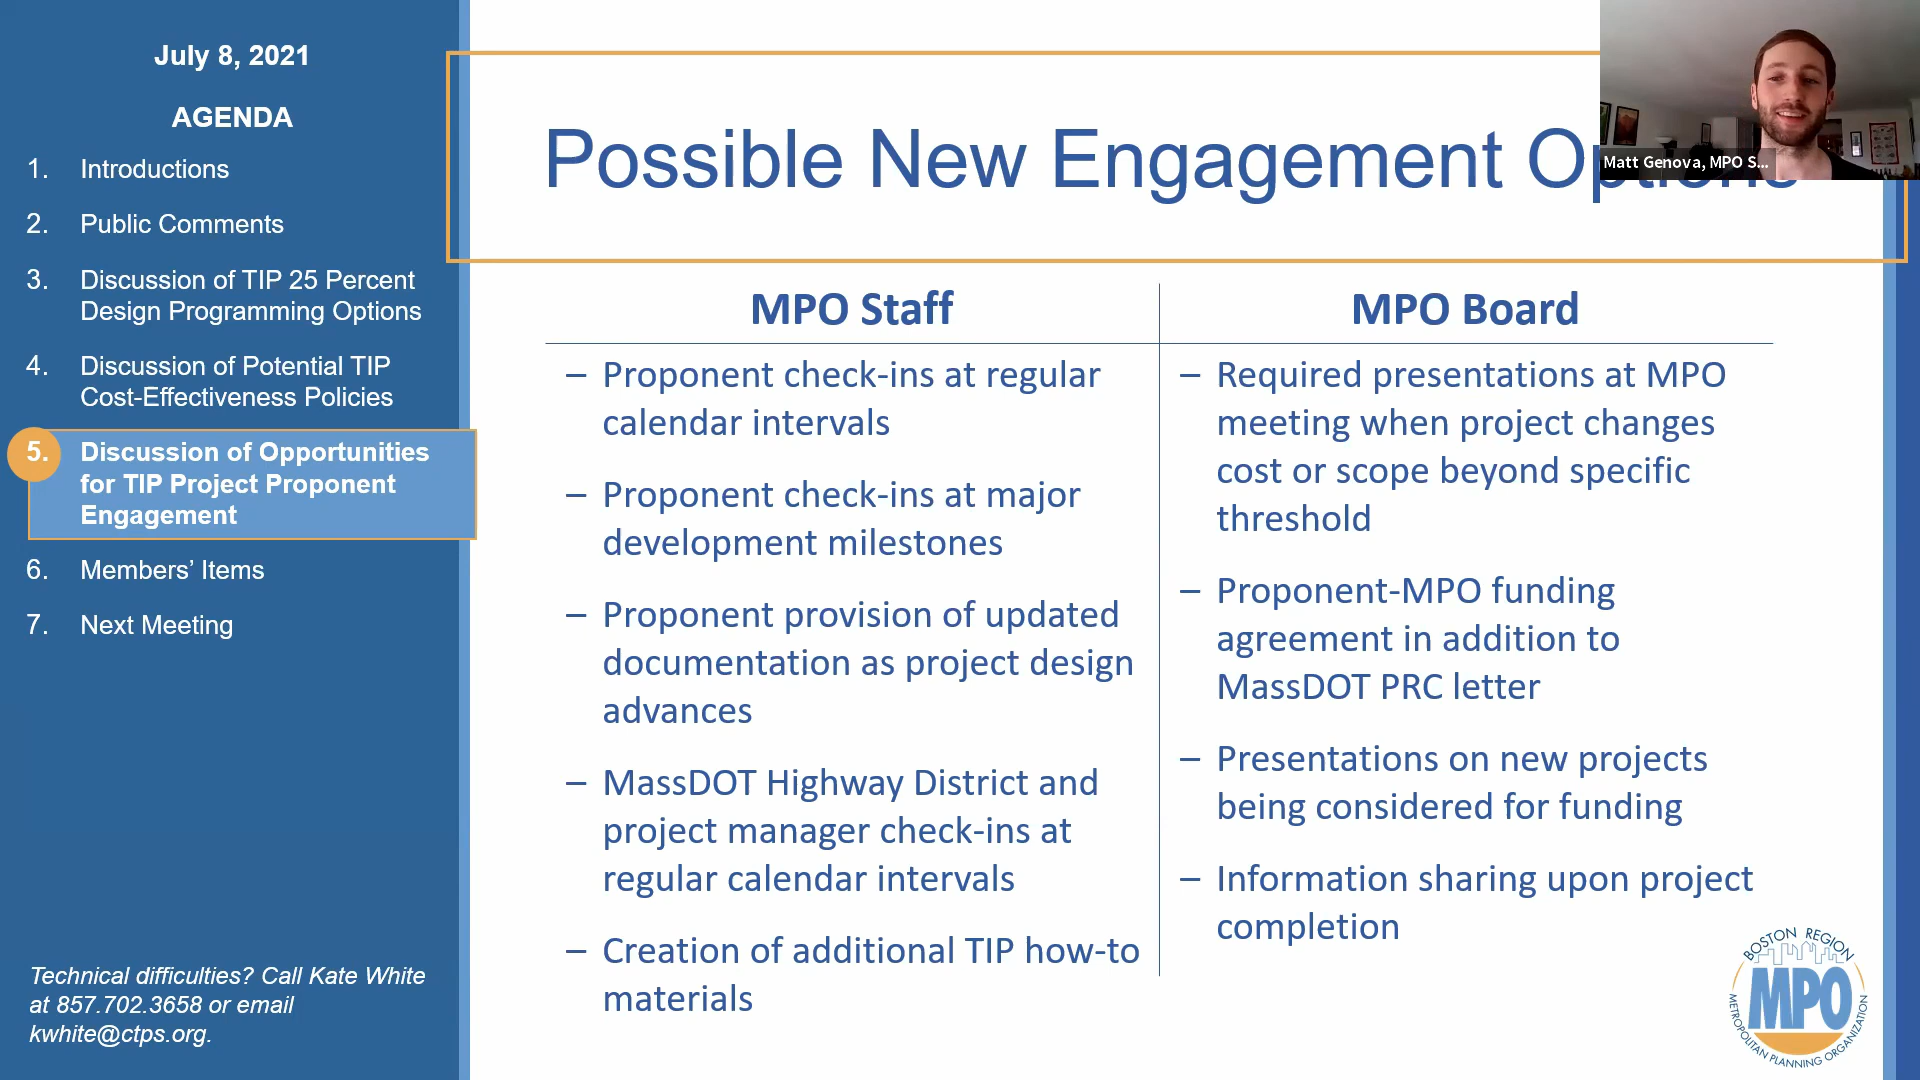 July 8, 2021
AGENDA
1. Introductions
2. Public Comments
3. Discussion of TIP 25 Percent
Design Programming Options
4. Discussion of Potential TIP
Cost-Effectiveness Policies
5. Discussion of Opportunities
for TIP Project Proponent
Engagement
6. Members’ Items
7. Next Meeting
Technical difficulties? Call Kate White
at 857.702.3658 or email
kwhite@ctps.org.
Possible New Engagement
Matt Genova, MPO S...
MPO Staff
– Proponent check-ins at regular
calendar intervals
– Proponent check-ins at major
development milestones
– Proponent provision of updated
documentation as project design
advances
– MassDOT Highway District and
project manager check-ins at
regular calendar intervals
– Creation of additional TIP how-to
materials
MPO Board
– Required presentations at MPO
meeting when project changes
cost or scope beyond specific
threshold
– Proponent-MPO funding
agreement in addition to
MassDOT PRC letter
– Presentations on new projects
being considered for funding
– Information sharing upon project
completion
BOSTON REGION
MPO
METROPOLITAN PLANNING ORGANIZATION